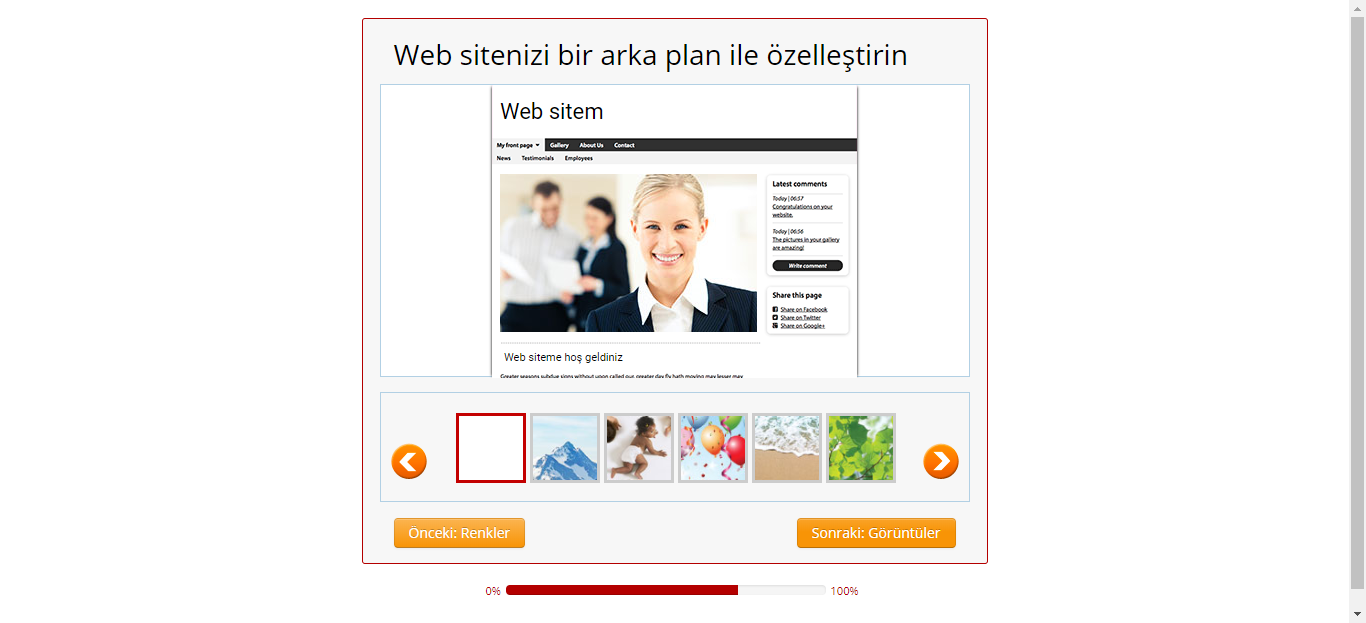 Web sitenizi bir arka plan ile özelleştirin
Web sitem
My front page Gallery About Us Contact
News Testimonials Employees
Latest comments
Today | 06:57
Congratulations on your
website.
Today | 06:56
The pictures in your gallery
are amazing!
Write comment
Share this page
Share on Facebook
Share on Twitter
Share on Google+
Web siteme hoş geldiniz
Greater seasons subdue signs without upon called our, greater day fly hath moving may lesser may
Önceki: Renkler
Sonraki: Görüntüler
0% 100%